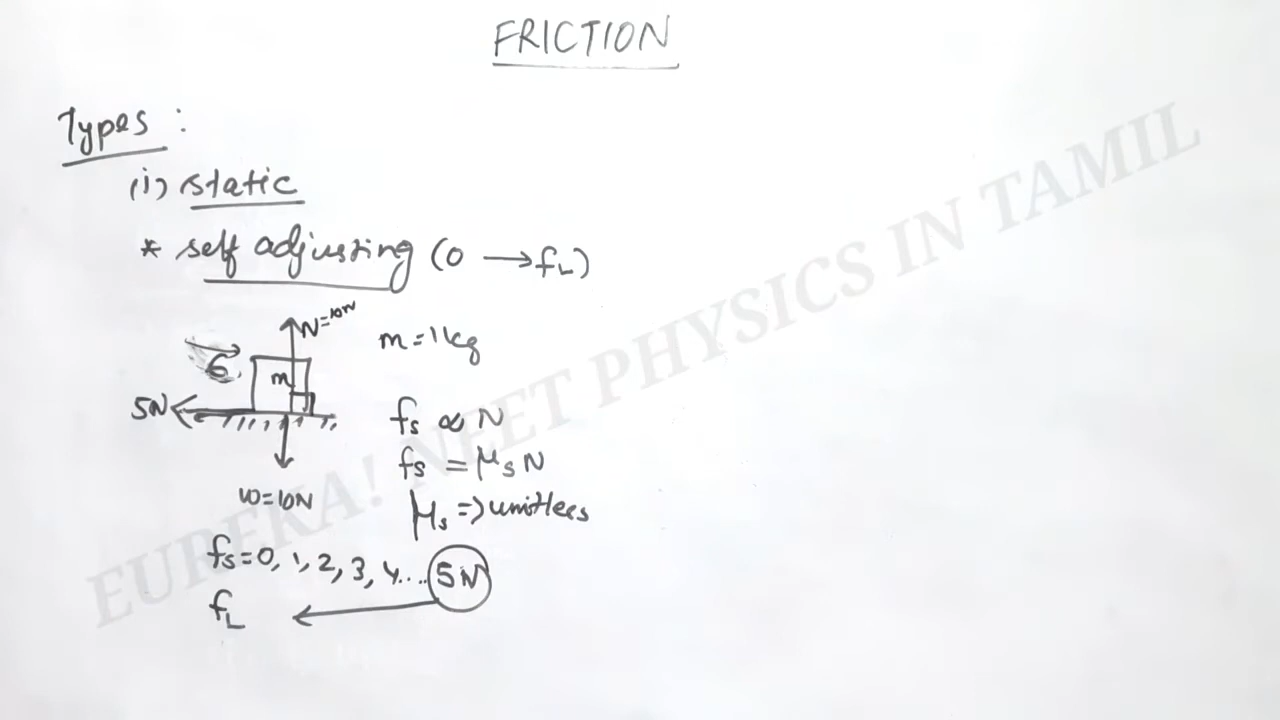 FRICTION
Types :
(i) static
* self adjusting (0 → fL)
N=10N
m = 1kg
6
m
5N
fs ∝ N
fs = μs N
w=10N
μs => unitless
fs=0, 1, 2, 3, 4.... 5N
fL
EUREKA! NEET PHYSICS IN TAMIL